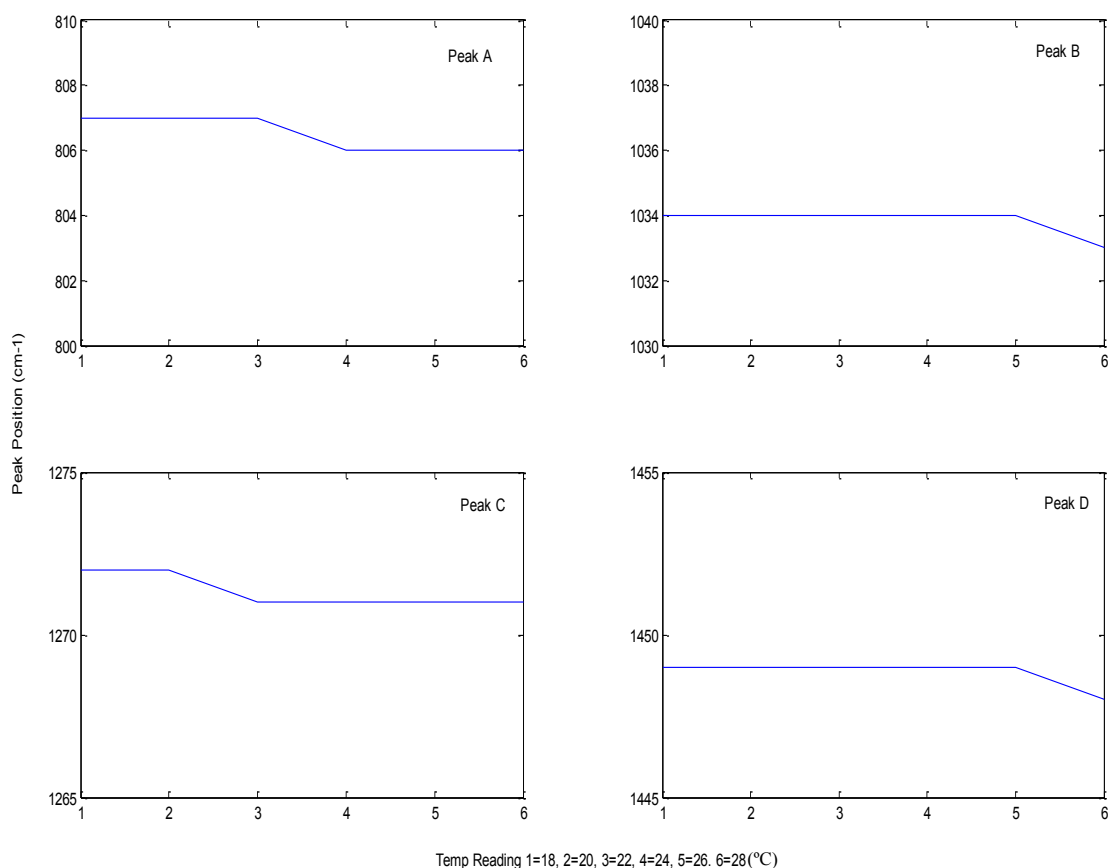 810
808
806
804
802
800
1 2 3 4 5 6
Peak A
1040
1038
1036
1034
1032
1030
1 2 3 4 5 6
Peak B
Peak Position (cm-1)
1275
1270
1265
1 2 3 4 5 6
Peak C
1455
1450
1445
1 2 3 4 5 6
Peak D
Temp Reading 1=18, 2=20, 3=22, 4=24, 5=26. 6=28(°C)